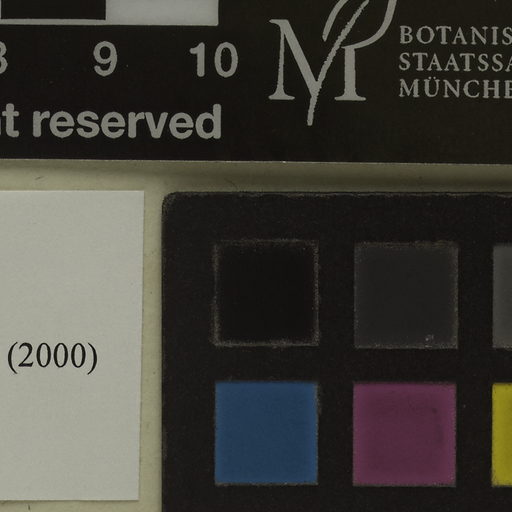 9 10
BOTANIS
STAATSSA
MÜNCHE
t reserved
(2000)